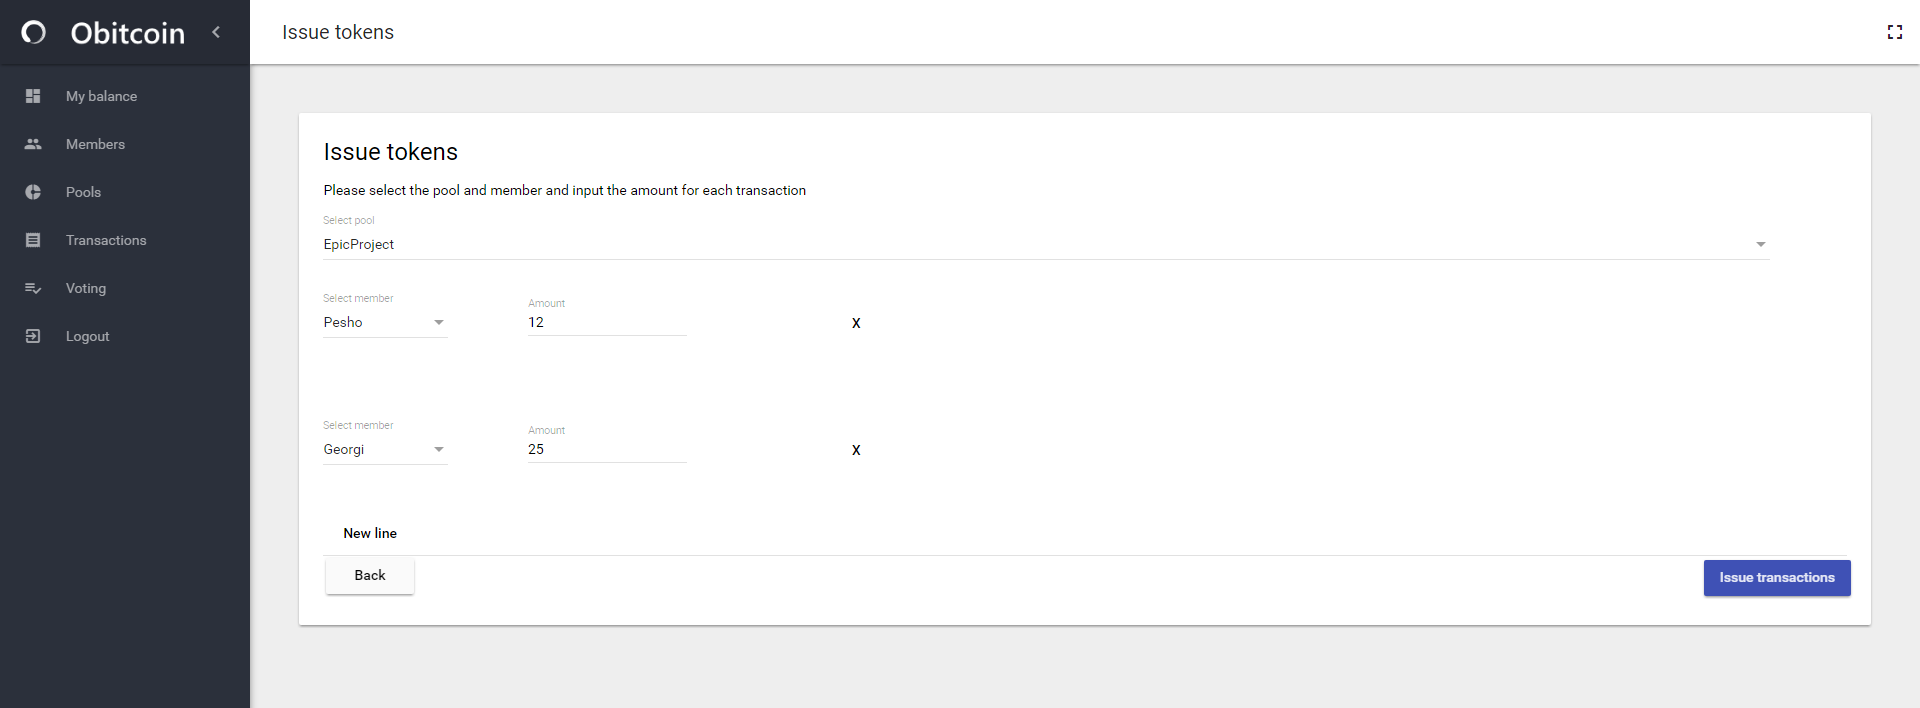 Obitcoin
Issue tokens
My balance
Members
Pools
Transactions
Voting
Logout
Issue tokens
Please select the pool and member and input the amount for each transaction
Select pool
EpicProject
Select member
Amount
Pesho
12
X
Select member
Amount
Georgi
25
X
New line
Back
Issue transactions